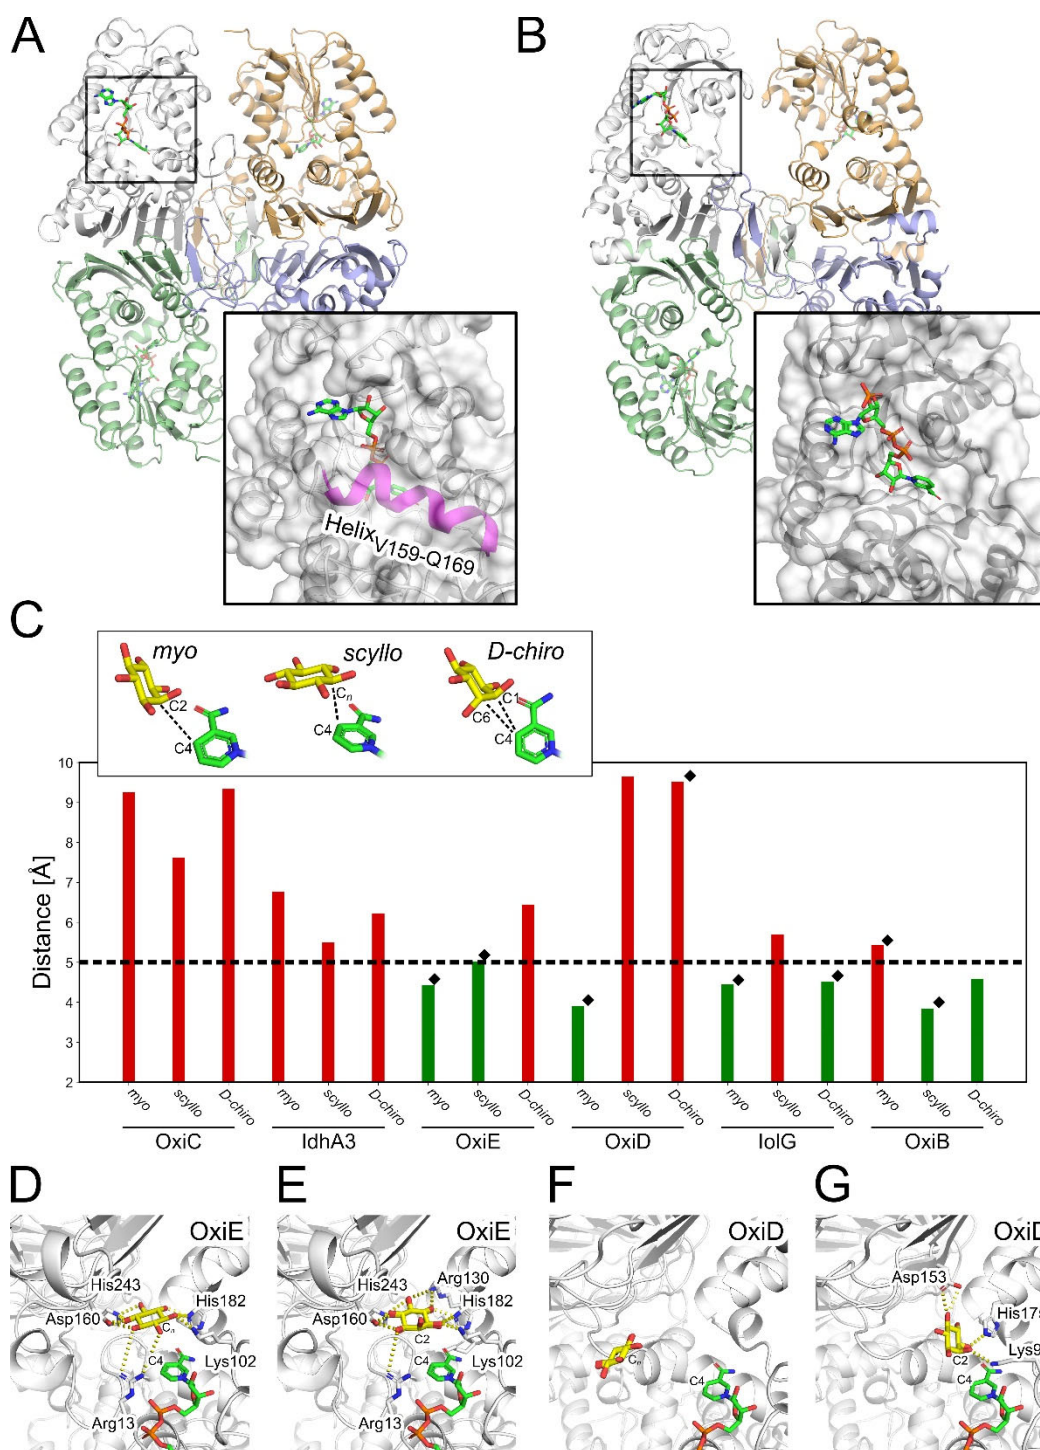 A
B
Helix V159-Q169
C
myo
scyllo
D-chiro
C2
C4
Cn
C4
C1
C6
C4
Distance [Å]
10
9
8
7
6
5
4
3
2
myo scyllo D-chiro myo scyllo D-chiro myo scyllo D-chiro myo scyllo D-chiro myo scyllo D-chiro myo scyllo D-chiro
OxiC IdhA3 OxiE OxiD IolG OxiB
D
OxiE
His243
Asp160
His182
Cn
C4
Lys102
Arg13
E
OxiE
His243
Arg130
Asp160
His182
C2
C4
Lys102
Arg13
F
OxiD
Cn
C4
G
OxiD
Asp153
His175
Lys9
C2
C4